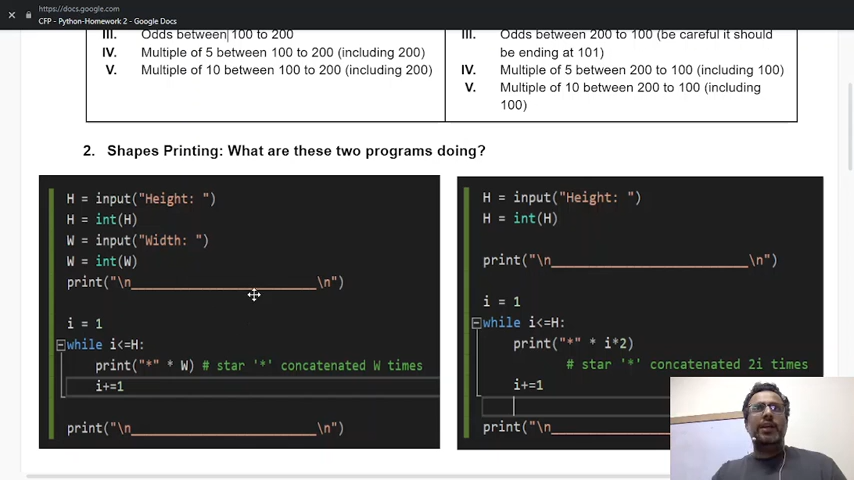 https://docs.google.com
CFP - Python-Homework 2 - Google Docs
III. Odds between 100 to 200
IV. Multiple of 5 between 100 to 200 (including 200)
V. Multiple of 10 between 100 to 200 (including 200)
III. Odds between 200 to 100 (be careful it should
be ending at 101)
IV. Multiple of 5 between 200 to 100 (including 100)
V. Multiple of 10 between 200 to 100 (including
100)
2. Shapes Printing: What are these two programs doing?
H = input("Height: ")
H = int(H)
W = input("Width: ")
W = int(W)
print("\n_________________________\n")
i = 1
while i<=H:
print("*" * W) # star '*' concatenated W times
i+=1
print("\n_________________________\n")
H = input("Height: ")
H = int(H)
print("\n__________________________\n")
i = 1
while i<=H:
print("*" * i*2)
# star '*' concatenated 2i times
i+=1
print("\n________________